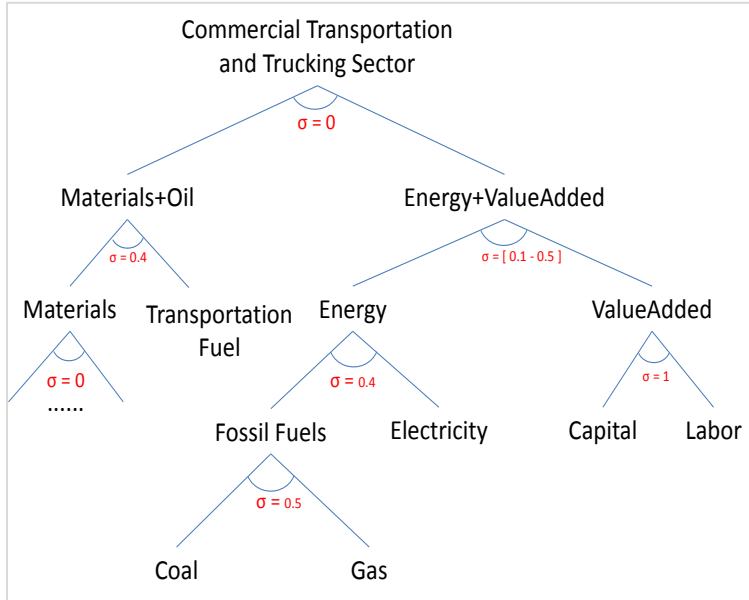 Commercial Transportation
and Trucking Sector
σ = 0
Materials+Oil
Energy+ValueAdded
σ = 0.4
σ = [ 0.1 - 0.5 ]
Materials
Transportation
Fuel
Energy
ValueAdded
σ = 0
......
σ = 0.4
σ = 1
Fossil Fuels
Electricity
Capital
Labor
σ = 0.5
Coal
Gas